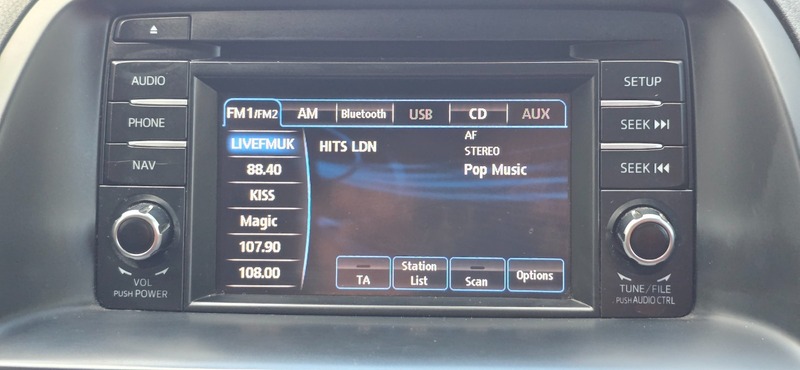 AUDIO
PHONE
NAV
VOL
PUSH POWER
FM1/FM2 AM Bluetooth USB CD AUX
LIVEFMUK
88.40
KISS
Magic
107.90
108.00
HITS LDN
AF
STEREO
Pop Music
TA
Station
List
Scan
Options
SETUP
SEEK
SEEK
TUNE/FILE
PUSH AUDIO CTRL